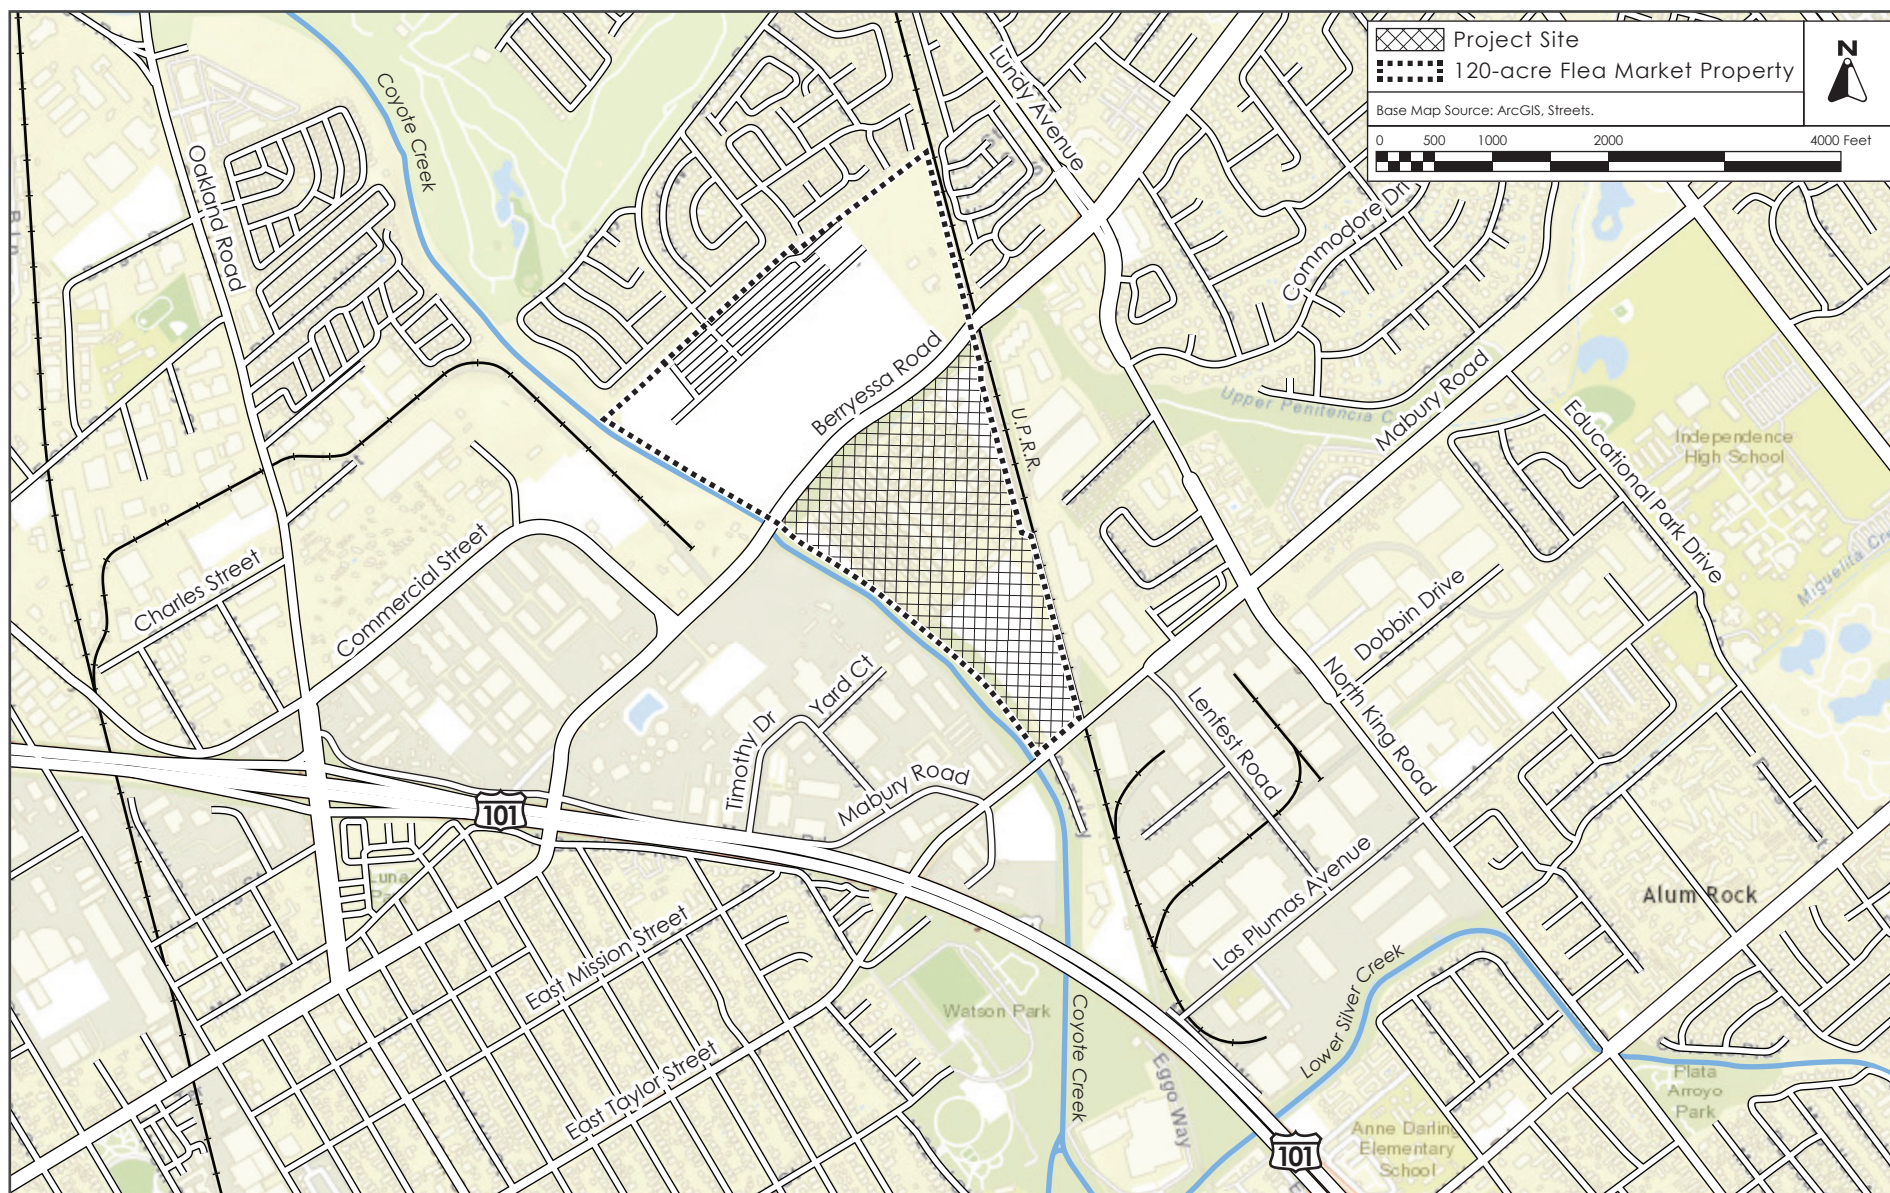 Project Site
120-acre Flea Market Property
N
Base Map Source: ArcGIS, Streets.
0 500 1000 2000 4000 Feet
Coyote Creek
Lundy Avenue
Oakland Road
Commodore Dri
Berryessa Road
U.P.R.R.
Upper Penitencia C
Mabury Road
Educational Park Drive
Independence
High School
Miguelita Cre
Charles Street
Commercial Street
Dobbin Drive
Yard Ct
Timothy Dr
Lenfest Road
North King Road
Mabury Road
101
Luna
Las Plumas Avenue
Alum Rock
East Mission Street
Watson Park
Coyote Creek
Lower Silver Creek
East Taylor Street
Eggo Way
Plata
Arroyo
Park
Anne Darling
Elementary
School
101